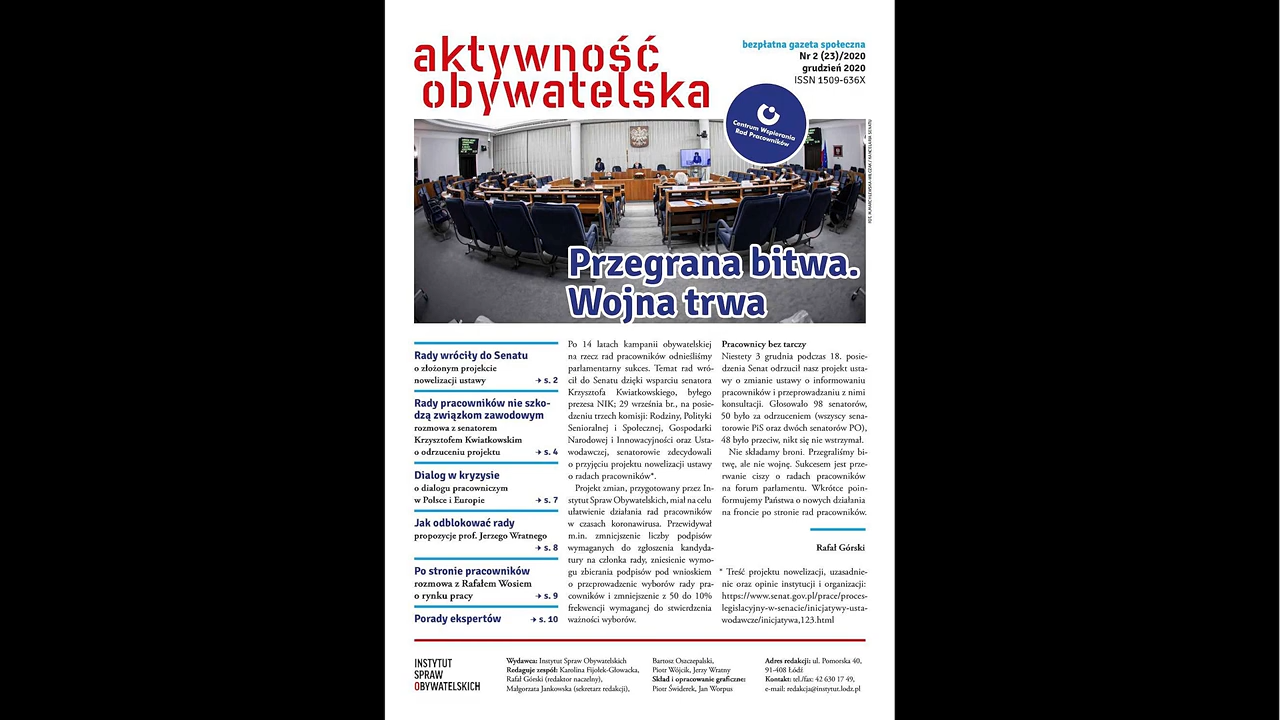 aktywność
obywatelska
bezpłatna gazeta społeczna
Nr 2 (23)/2020
grudzień 2020
ISSN 1509-636X
Centrum Wspierania
Rad Pracowników
Przegrana bitwa.
Wojna trwa
Rady wróciły do Senatu
o złożonym projekcie
nowelizacji ustawy → s. 2
Rady pracowników nie szko-
dzą związkom zawodowym
rozmowa z senatorem
Krzysztofem Kwiatkowskim
o odrzuceniu projektu → s. 4
Dialog w kryzysie
o dialogu pracowniczym
w Polsce i Europie → s. 7
Jak odblokować rady
propozycje prof. Jerzego Wratnego
→ s. 8
Po stronie pracowników
rozmowa z Rafałem Wosiem
o rynku pracy → s. 9
Porady ekspertów → s. 10
Po 14 latach kampanii obywatelskiej
na rzecz rad pracowników odnieśliśmy
parlamentarny sukces. Temat rad wró-
cił do Senatu dzięki wsparciu senatora
Krzysztofa Kwiatkowskiego, byłego
prezesa NIK; 29 września br., na posie-
dzeniu trzech komisji: Rodziny, Polityki
Senioralnej i Społecznej, Gospodarki
Narodowej i Innowacyjności oraz Usta-
wodawczej, senatorowie zdecydowali
o przyjęciu projektu nowelizacji ustawy
o radach pracowników*.
Projekt zmian, przygotowany przez In-
stytut Spraw Obywatelskich, miał na celu
ułatwienie działania rad pracowników
w czasach koronawirusa. Przewidywał
m.in. zmniejszenie liczby podpisów
wymaganych do zgłoszenia kandyda-
tury na członka rady, zniesienie wymo-
gu zbierania podpisów pod wnioskiem
o przeprowadzenie wyborów rady pra-
cowników i zmniejszenie z 50 do 10%
frekwencji wymaganej do stwierdzenia
ważności wyborów.
Pracownicy bez tarczy
Niestety 3 grudnia podczas 18. posie-
dzenia Senat odrzucił nasz projekt usta-
wy o zmianie ustawy o informowaniu
pracowników i przeprowadzaniu z nimi
konsultacji. Głosowało 98 senatorów,
50 było za odrzuceniem (wszyscy sena-
torowie PiS oraz dwóch senatorów PO),
48 było przeciw, nikt się nie wstrzymał.
Nie składamy broni. Przegraliśmy bi-
twę, ale nie wojnę. Sukcesem jest prze-
rwanie ciszy o radach pracowników
na forum parlamentu. Wkrótce poin-
formujemy Państwa o nowych działania
na froncie po stronie rad pracowników.
Rafał Górski
* Treść projektu nowelizacji, uzasadnie-
nie oraz opinie instytucji i organizacji:
https://www.senat.gov.pl/prace/proces-
legislacyjny-w-senacie/inicjatywy-usta-
wodawcze/inicjatywa,123.html
INSTYTUT
SPRAW
OBYWATELSKICH
Wydawca: Instytut Spraw Obywatelskich
Redaguje zespół: Karolina Fijołek-Głowacka,
Rafał Górski (redaktor naczelny),
Małgorzata Jankowska (sekretarz redakcji),
Bartosz Oszczepalski,
Piotr Wójcik, Jerzy Wratny
Skład i opracowanie graficzne:
Piotr Świderek, Jan Worpus
Adres redakcji: ul. Pomorska 40,
91-408 Łódź
Kontakt: tel./fax: 42 630 17 49,
e-mail: redakcja@instytut.lodz.pl